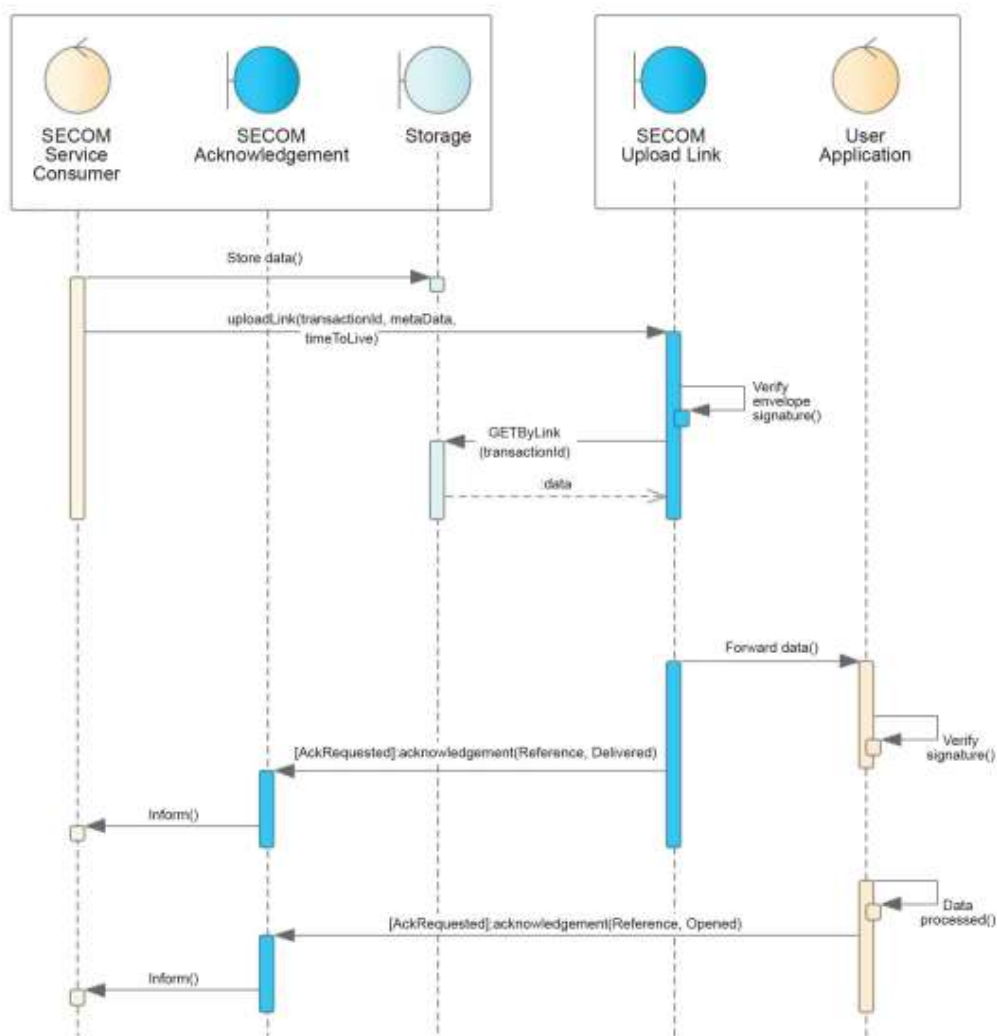 SECOM
Service
Consumer
SECOM
Acknowledgement
Storage
SECOM
Upload Link
User
Application
Store data()
uploadLink(transactionId, metaData,
timeToLive)
Verify
envelope
signature()
GETByLink
(transactionId)
:data
Forward data()
Verify
signature()
[AckRequested]:acknowledgement(Reference, Delivered)
Inform()
Data
processed()
[AckRequested]:acknowledgement(Reference, Opened)
Inform()